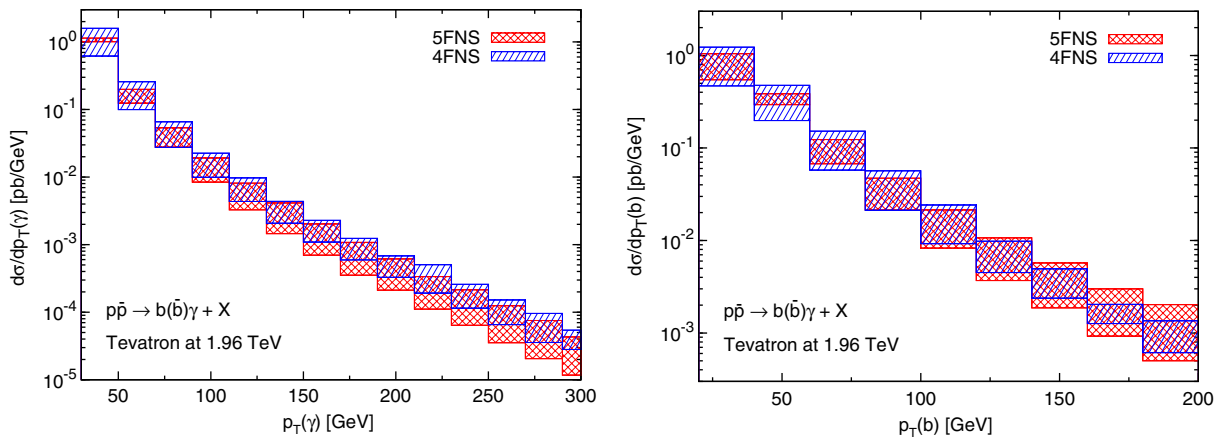 5FNS
4FNS
dσ/dp_T(γ) [pb/GeV]
10^0
10^-1
10^-2
10^-3
10^-4
10^-5
pp̄ → b(b̄)γ + X
Tevatron at 1.96 TeV
50 100 150 200 250 300
p_T(γ) [GeV]
5FNS
4FNS
dσ/dp_T(b) [pb/GeV]
10^0
10^-1
10^-2
10^-3
pp̄ → b(b̄)γ + X
Tevatron at 1.96 TeV
50 100 150 200
p_T(b) [GeV]